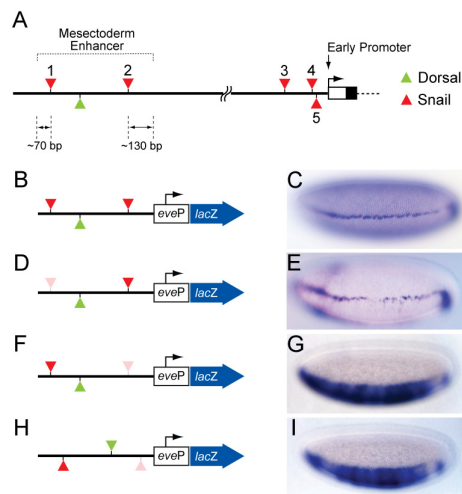 A
Mesectoderm
Enhancer
Early Promoter
1
2
3
4
5
Dorsal
Snail
~70 bp
~130 bp
B
eveP
lacZ
C
D
eveP
lacZ
E
F
eveP
lacZ
G
H
eveP
lacZ
I